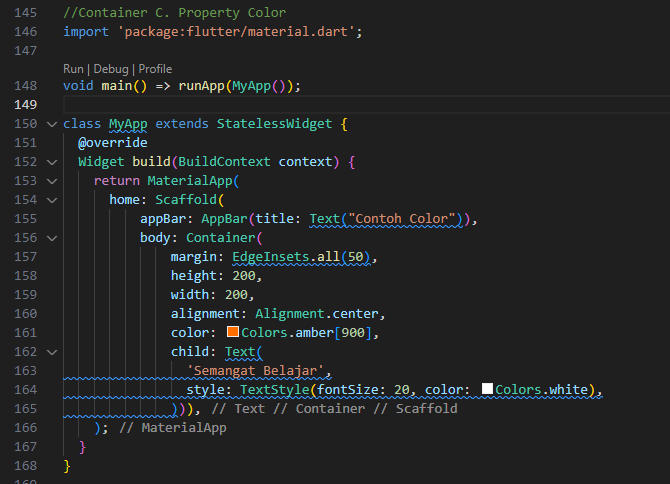 145 //Container C. Property Color
146 import 'package:flutter/material.dart';
147
Run | Debug | Profile
148 void main() => runApp(MyApp());
149
150 class MyApp extends StatelessWidget {
151   @override
152   Widget build(BuildContext context) {
153     return MaterialApp(
154       home: Scaffold(
155           appBar: AppBar(title: Text("Contoh Color")),
156           body: Container(
157               margin: EdgeInsets.all(50),
158               height: 200,
159               width: 200,
160               alignment: Alignment.center,
161               color: Colors.amber[900],
162               child: Text(
163                 'Semangat Belajar',
164                 style: TextStyle(fontSize: 20, color: Colors.white),
165               ))), // Text // Container // Scaffold
166     ); // MaterialApp
167   }
168 }